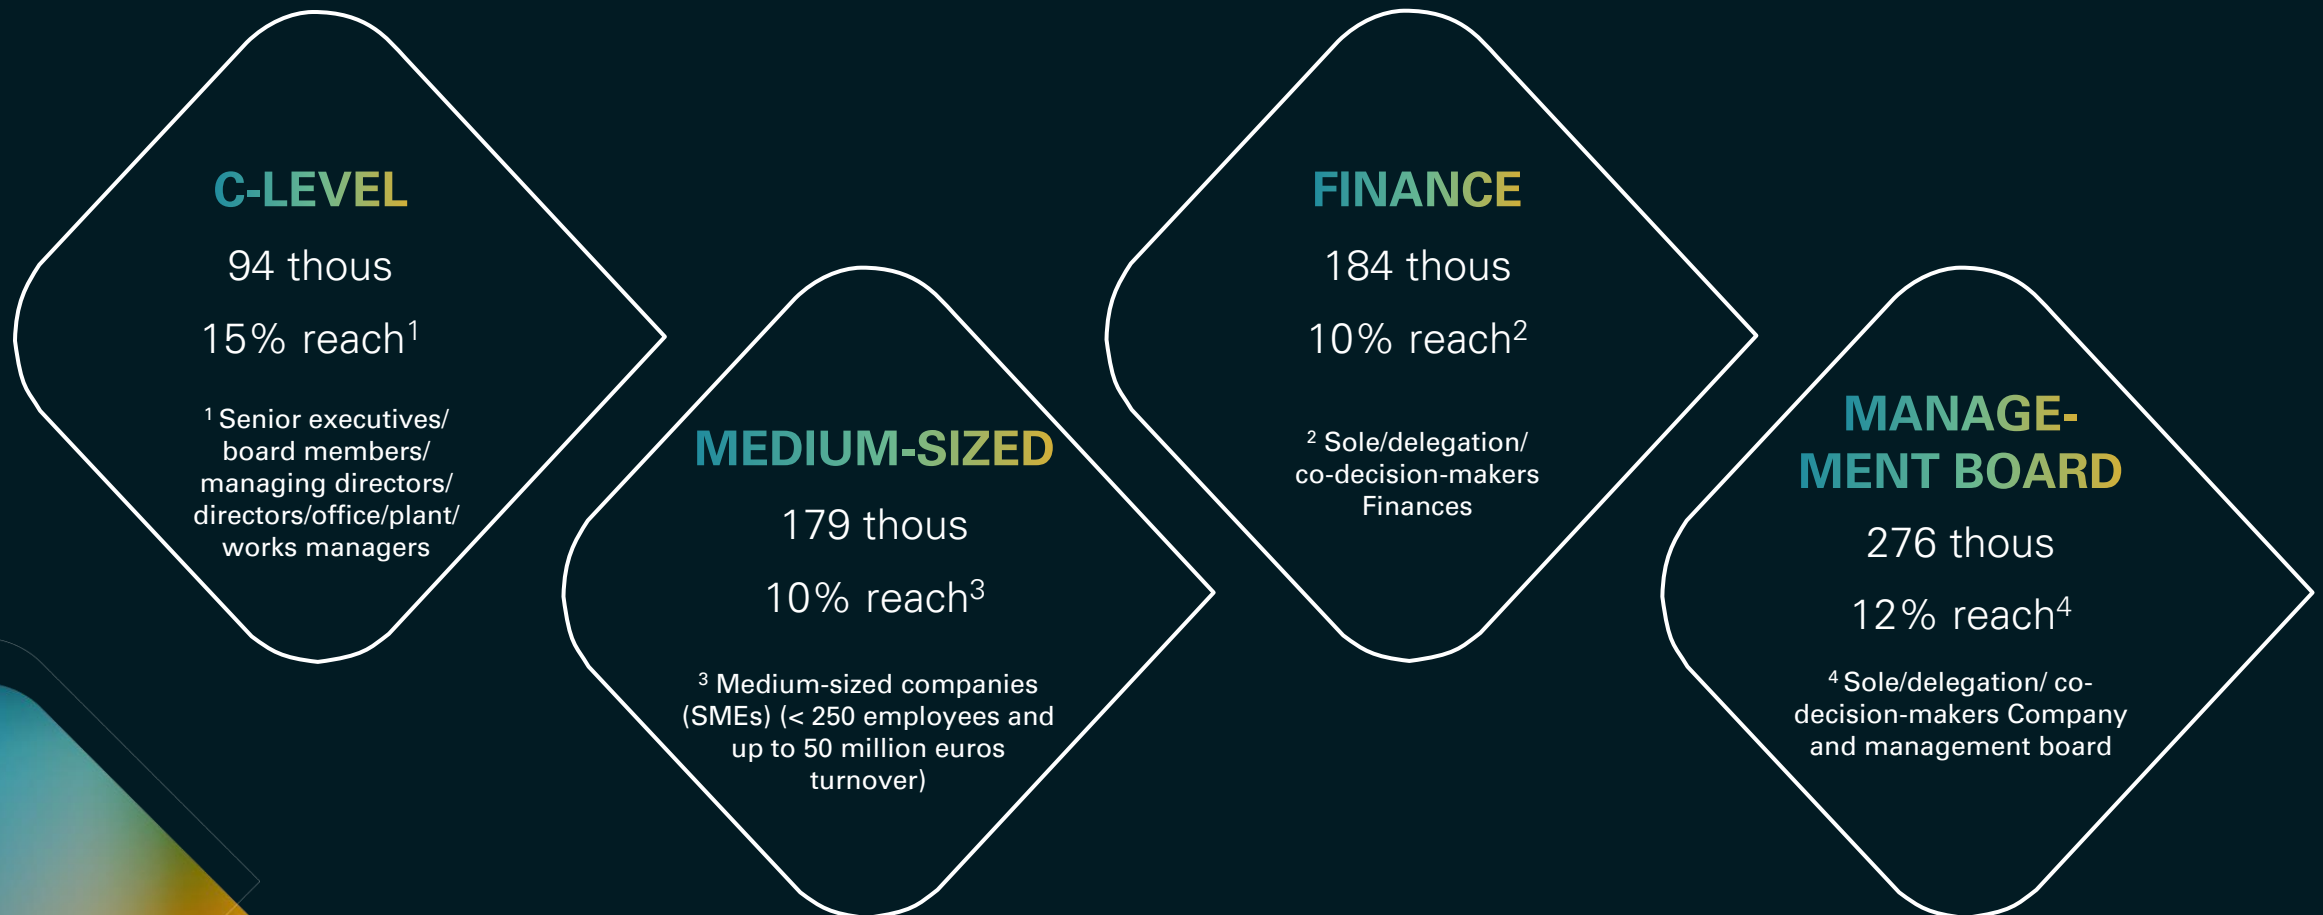 C-LEVEL
94 thous
15% reach¹
¹ Senior executives/
board members/
managing directors/
directors/office/plant/
works managers
MEDIUM-SIZED
179 thous
10% reach³
³ Medium-sized companies
(SMEs) (< 250 employees and
up to 50 million euros
turnover)
FINANCE
184 thous
10% reach²
² Sole/delegation/
co-decision-makers
Finances
MANAGE-
MENT BOARD
276 thous
12% reach⁴
⁴ Sole/delegation/ co-
decision-makers Company
and management board